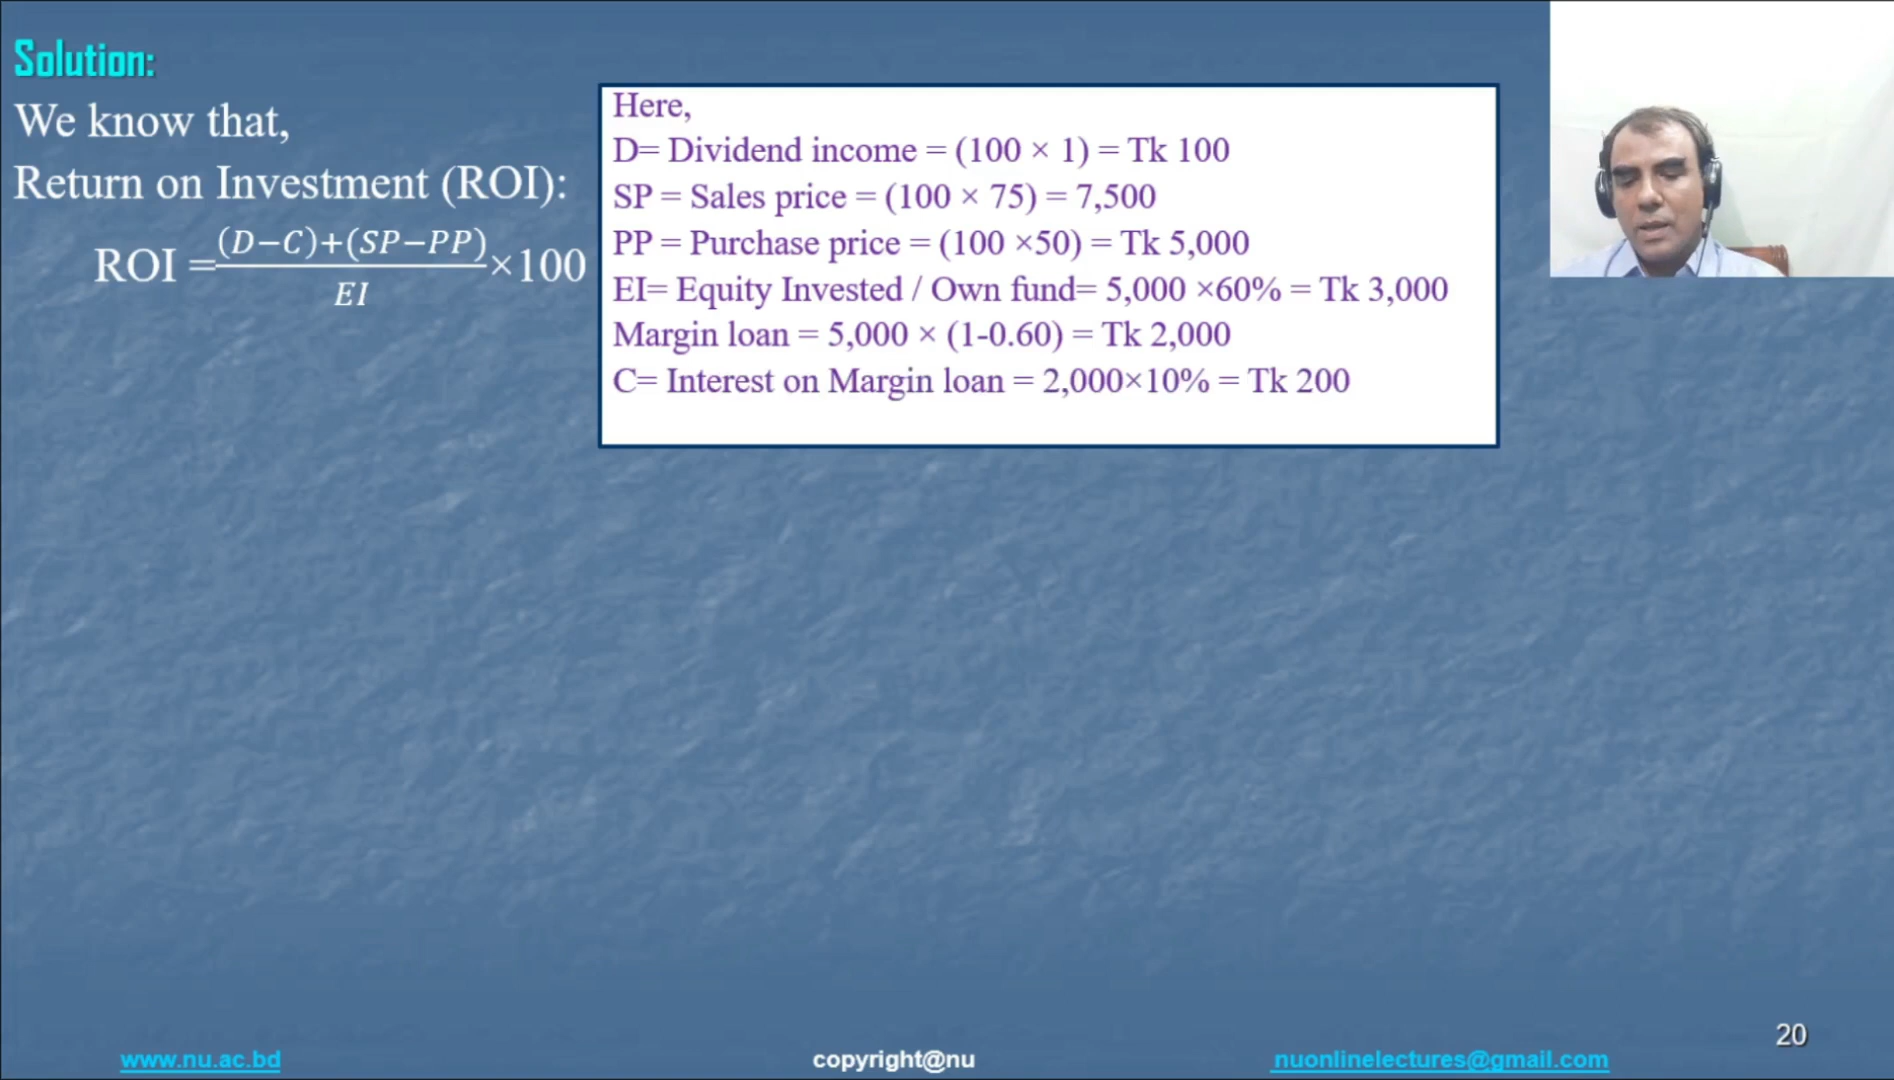 Solution:
We know that,
Return on Investment (ROI):
ROI =\frac{(D−C)+(SP−PP)}{EI}×100
Here,
D= Dividend income = (100 × 1) = Tk 100
SP = Sales price = (100 × 75) = 7,500
PP = Purchase price = (100 ×50) = Tk 5,000
EI= Equity Invested / Own fund= 5,000 ×60% = Tk 3,000
Margin loan = 5,000 × (1-0.60) = Tk 2,000
C= Interest on Margin loan = 2,000×10% = Tk 200
20
www.nu.ac.bd
copyright@nu
nuonlinelectures@gmail.com